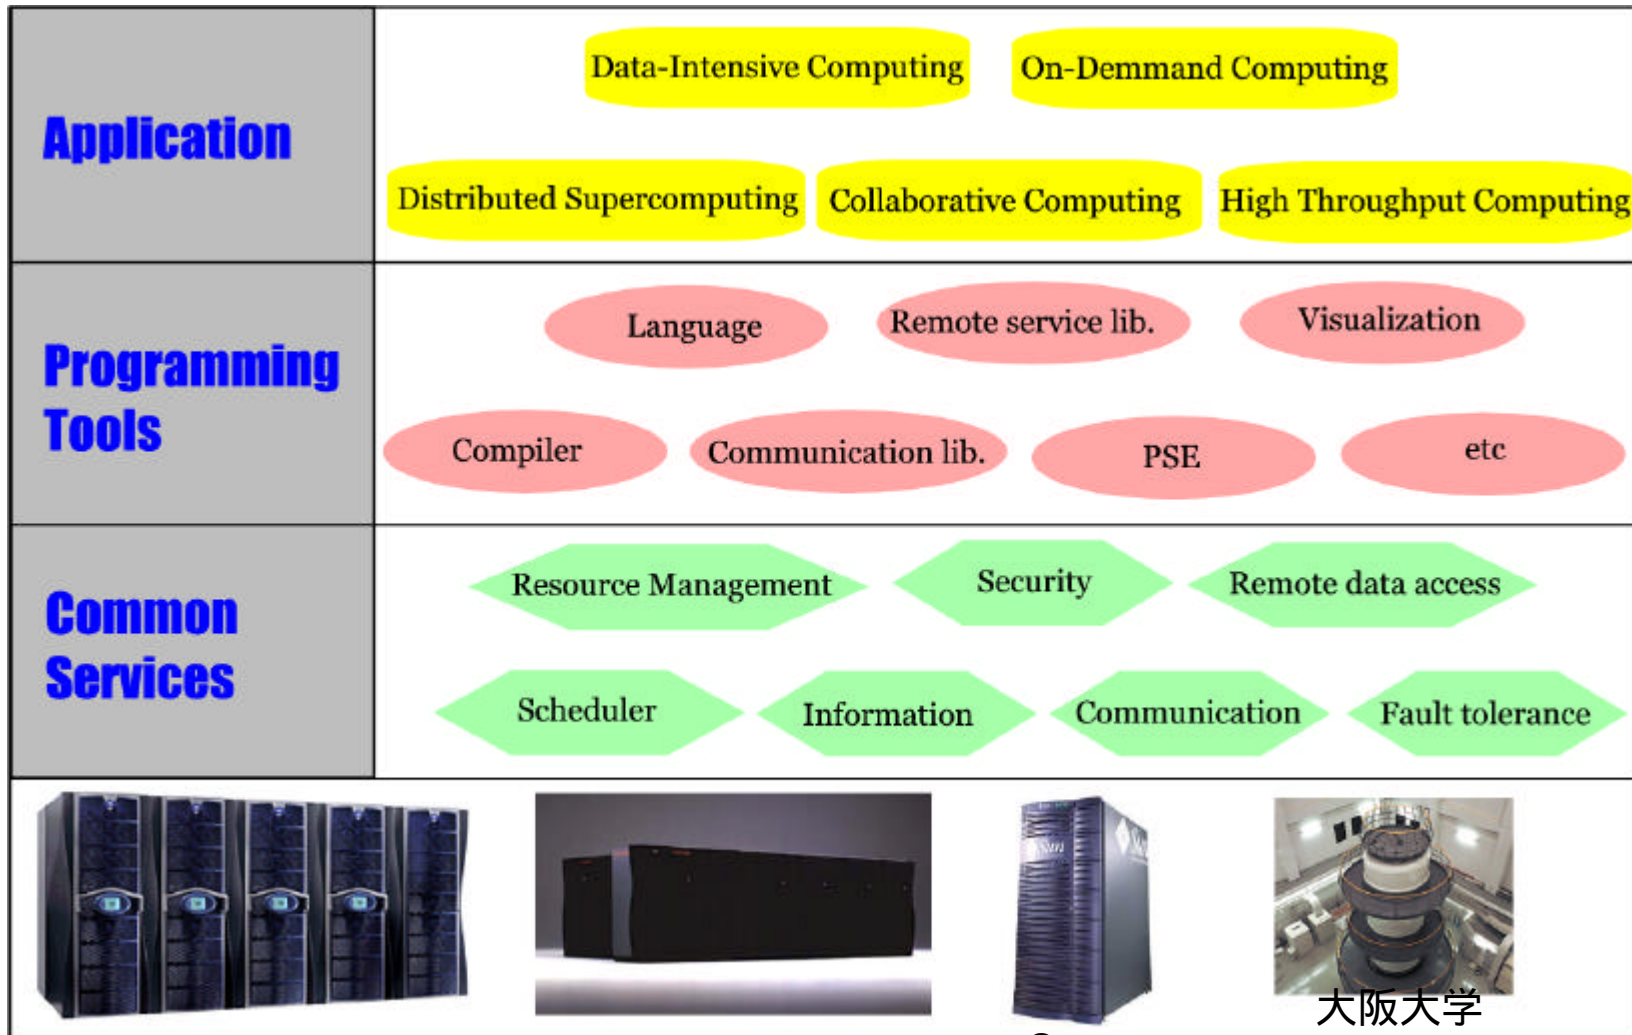 Application
Data-Intensive Computing
On-Demmand Computing
Distributed Supercomputing
Collaborative Computing
High Throughput Computing
Programming
Tools
Language
Remote service lib.
Visualization
Compiler
Communication lib.
PSE
etc
Common
Services
Resource Management
Security
Remote data access
Scheduler
Information
Communication
Fault tolerance
Sun
大阪大学